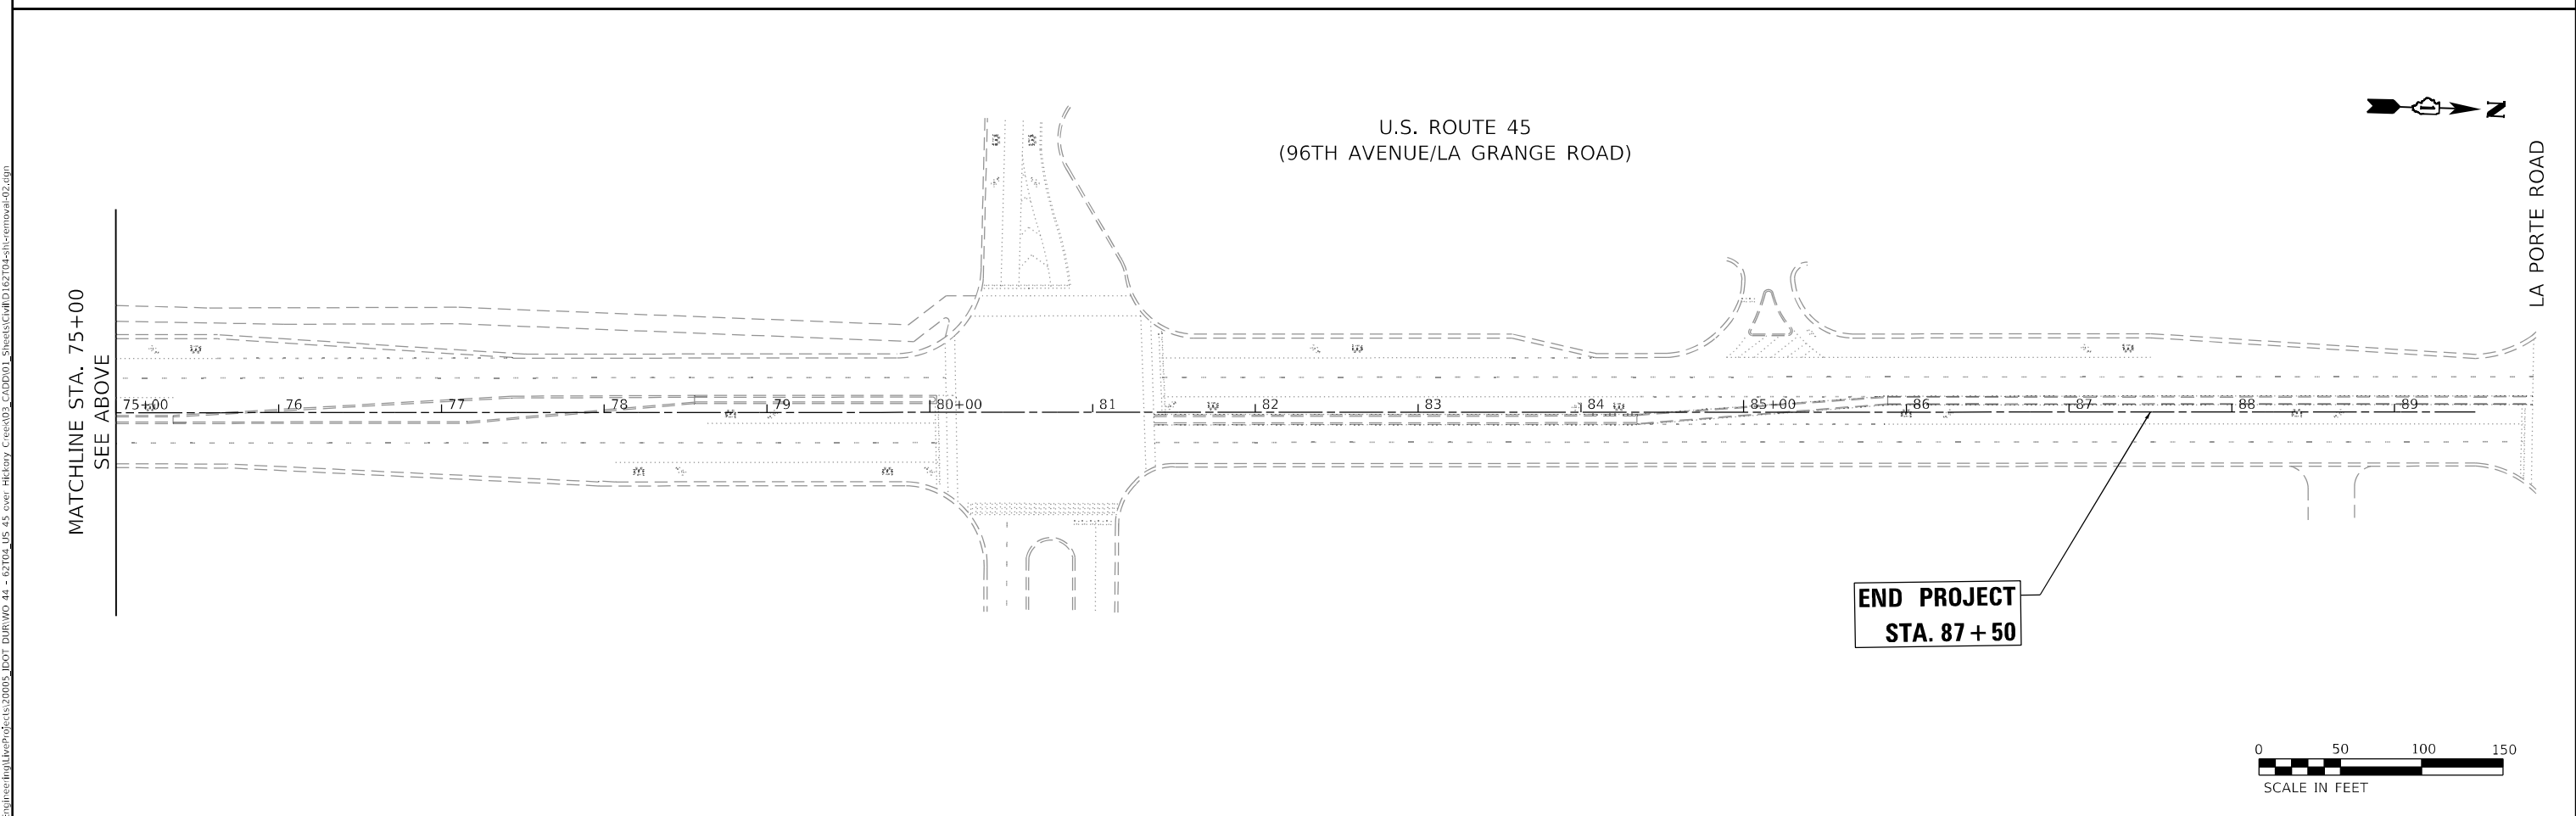 U.S. ROUTE 45
(96TH AVENUE/LA GRANGE ROAD)
N
LA PORTE ROAD
MATCHLINE STA. 75+00
SEE ABOVE
75+00 76 77 78 79 80+00 81 82 83 84 85+00 86 87 88 89
END PROJECT
STA. 87+50
0 50 100 150
SCALE IN FEET